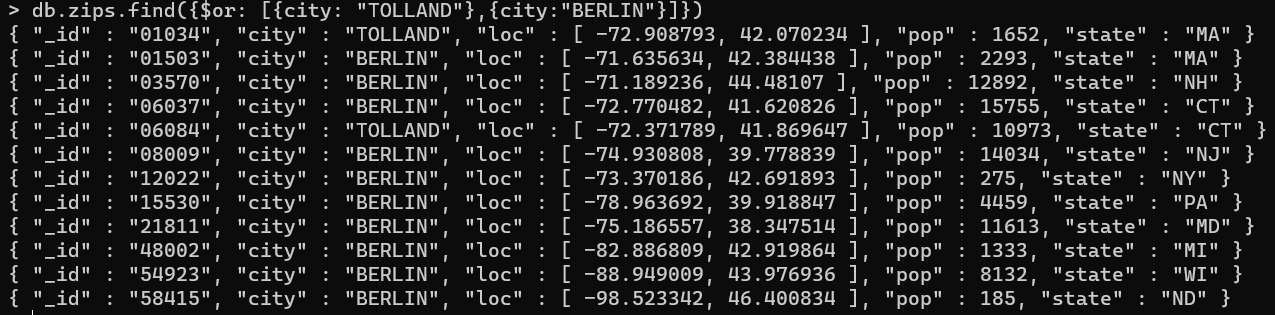 > db.zips.find({$or: [{city: "TOLLAND"},{city:"BERLIN"}]})
{ "_id" : "01034", "city" : "TOLLAND", "loc" : [ -72.908793, 42.070234 ], "pop" : 1652, "state" : "MA" }
{ "_id" : "01503", "city" : "BERLIN", "loc" : [ -71.635634, 42.384438 ], "pop" : 2293, "state" : "MA" }
{ "_id" : "03570", "city" : "BERLIN", "loc" : [ -71.189236, 44.48107 ], "pop" : 12892, "state" : "NH" }
{ "_id" : "06037", "city" : "BERLIN", "loc" : [ -72.770482, 41.620826 ], "pop" : 15755, "state" : "CT" }
{ "_id" : "06084", "city" : "TOLLAND", "loc" : [ -72.371789, 41.869647 ], "pop" : 10973, "state" : "CT" }
{ "_id" : "08009", "city" : "BERLIN", "loc" : [ -74.930808, 39.778839 ], "pop" : 14034, "state" : "NJ" }
{ "_id" : "12022", "city" : "BERLIN", "loc" : [ -73.370186, 42.691893 ], "pop" : 275, "state" : "NY" }
{ "_id" : "15530", "city" : "BERLIN", "loc" : [ -78.963692, 39.918847 ], "pop" : 4459, "state" : "PA" }
{ "_id" : "21811", "city" : "BERLIN", "loc" : [ -75.186557, 38.347514 ], "pop" : 11613, "state" : "MD" }
{ "_id" : "48002", "city" : "BERLIN", "loc" : [ -82.886809, 42.919864 ], "pop" : 1333, "state" : "MI" }
{ "_id" : "54923", "city" : "BERLIN", "loc" : [ -88.949009, 43.976936 ], "pop" : 8132, "state" : "WI" }
{ "_id" : "58415", "city" : "BERLIN", "loc" : [ -98.523342, 46.400834 ], "pop" : 185, "state" : "ND" }